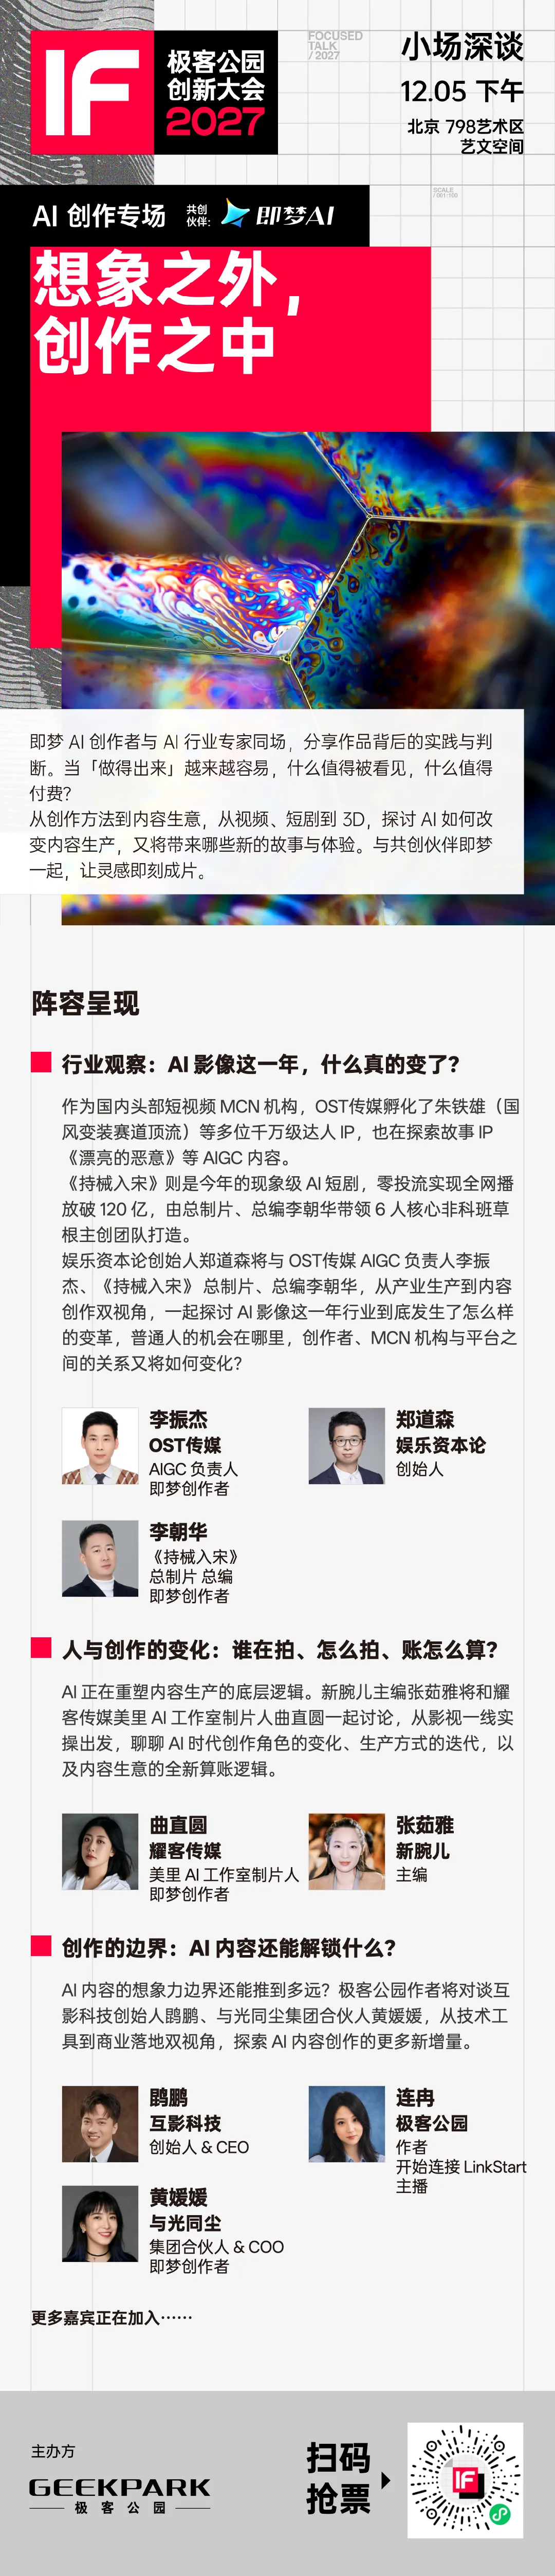 IF
极客公园
创新大会
2027
FOCUSED
TALK
/ 2027
小场深谈
12.05 下午
北京 798艺术区
艺文空间
SCALE
AI 创作专场
共创
伙伴:
即梦AI
想象之外,
创作之中
即梦 AI 创作者与 AI 行业专家同场，分享作品背后的实践与判
断。当「做得出来」越来越容易，什么值得被看见，什么值得
付费?
从创作方法到内容生意，从视频、短剧到 3D，探讨 AI 如何改
变内容生产，又将带来哪些新的故事与体验。与共创伙伴即梦
一起，让灵感即刻成片。
阵容呈现
行业观察：AI 影像这一年，什么真的变了？
作为国内头部短视频 MCN 机构，OST传媒孵化了朱铁雄（国
风变装赛道顶流）等多位千万级达人 IP，也在探索故事 IP
《漂亮的恶意》等 AIGC 内容。
《持械入宋》则是今年的现象级 AI 短剧，零投流实现全网播
放破 120 亿，由总制片、总编李朝华带领 6 人核心非科班草
根主创团队打造。
娱乐资本论创始人郑道森将与 OST传媒 AIGC 负责人李振
杰、《持械入宋》 总制片、总编李朝华，从产业生产到内容
创作双视角，一起探讨 AI 影像这一年行业到底发生了怎么样
的变革，普通人的机会在哪里，创作者、MCN 机构与平台之
间的关系又将如何变化？
李振杰
OST传媒
AIGC 负责人
即梦创作者
郑道森
娱乐资本论
创始人
李朝华
《持械入宋》
总制片 总编
即梦创作者
人与创作的变化：谁在拍、怎么拍、账怎么算？
AI 正在重塑内容生产的底层逻辑。新腕儿主编张茹雅将和耀
客传媒美里 AI 工作室制片人曲直圆一起讨论，从影视一线实
操出发，聊聊 AI 时代创作角色的变化、生产方式的迭代，以
及内容生意的全新算账逻辑。
曲直圆
耀客传媒
美里 AI 工作室制片人
即梦创作者
张茹雅
新腕儿
主编
创作的边界：AI 内容还能解锁什么？
AI 内容的想象力边界还能推到多远？极客公园作者将对谈互
影科技创始人鹍鹏、与光同尘集团合伙人黄媛媛，从技术工
具到商业落地双视角，探索 AI 内容创作的更多新增量。
鹍鹏
互影科技
创始人 & CEO
连冉
极客公园
作者
开始连接 LinkStart
主播
黄媛媛
与光同尘
集团合伙人 & COO
即梦创作者
更多嘉宾正在加入……
主办方
GEEKPARK
极客公园
扫码
抢票
IF